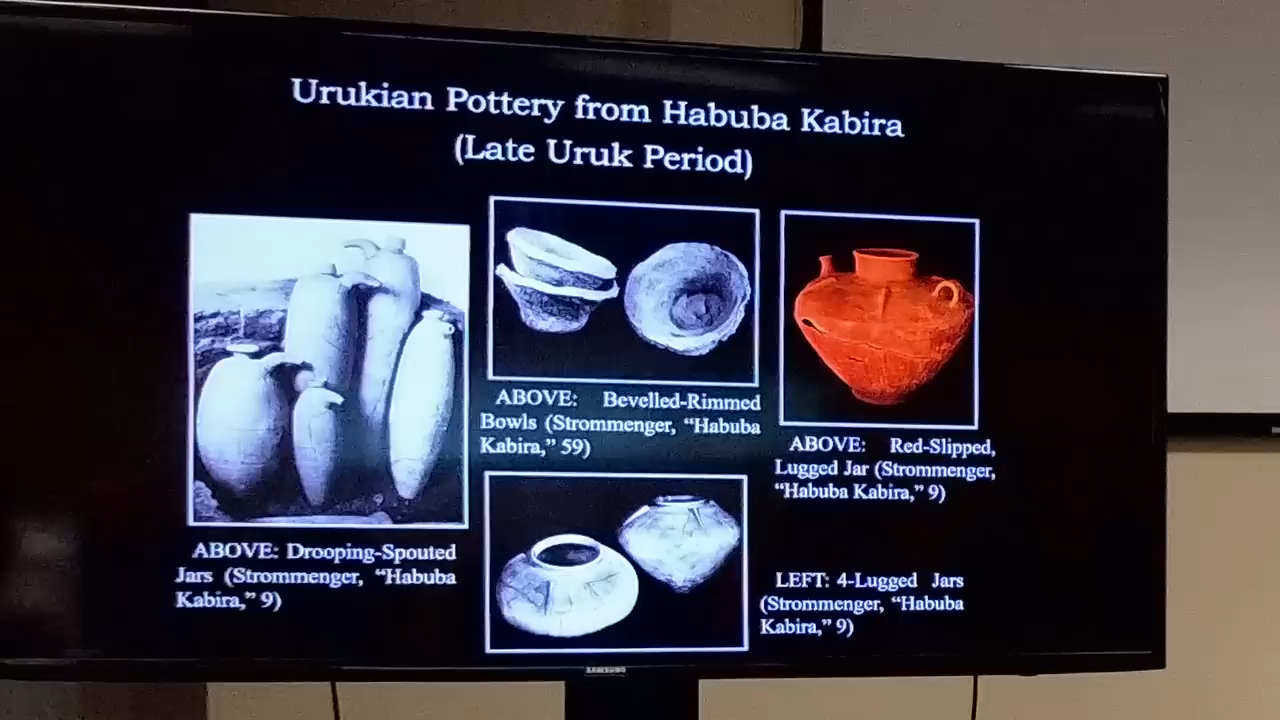 Urukian Pottery from Habuba Kabira
(Late Uruk Period)
ABOVE: Drooping-Spouted
Jars (Strommenger, “Habuba
Kabira,” 9)
ABOVE: Bevelled-Rimmed
Bowls (Strommenger, “Habuba
Kabira,” 59)
ABOVE: Red-Slipped,
Lugged Jar (Strommenger,
“Habuba Kabira,” 9)
LEFT: 4-Lugged Jars
(Strommenger, “Habuba
Kabira,” 9)
SAMSUNG